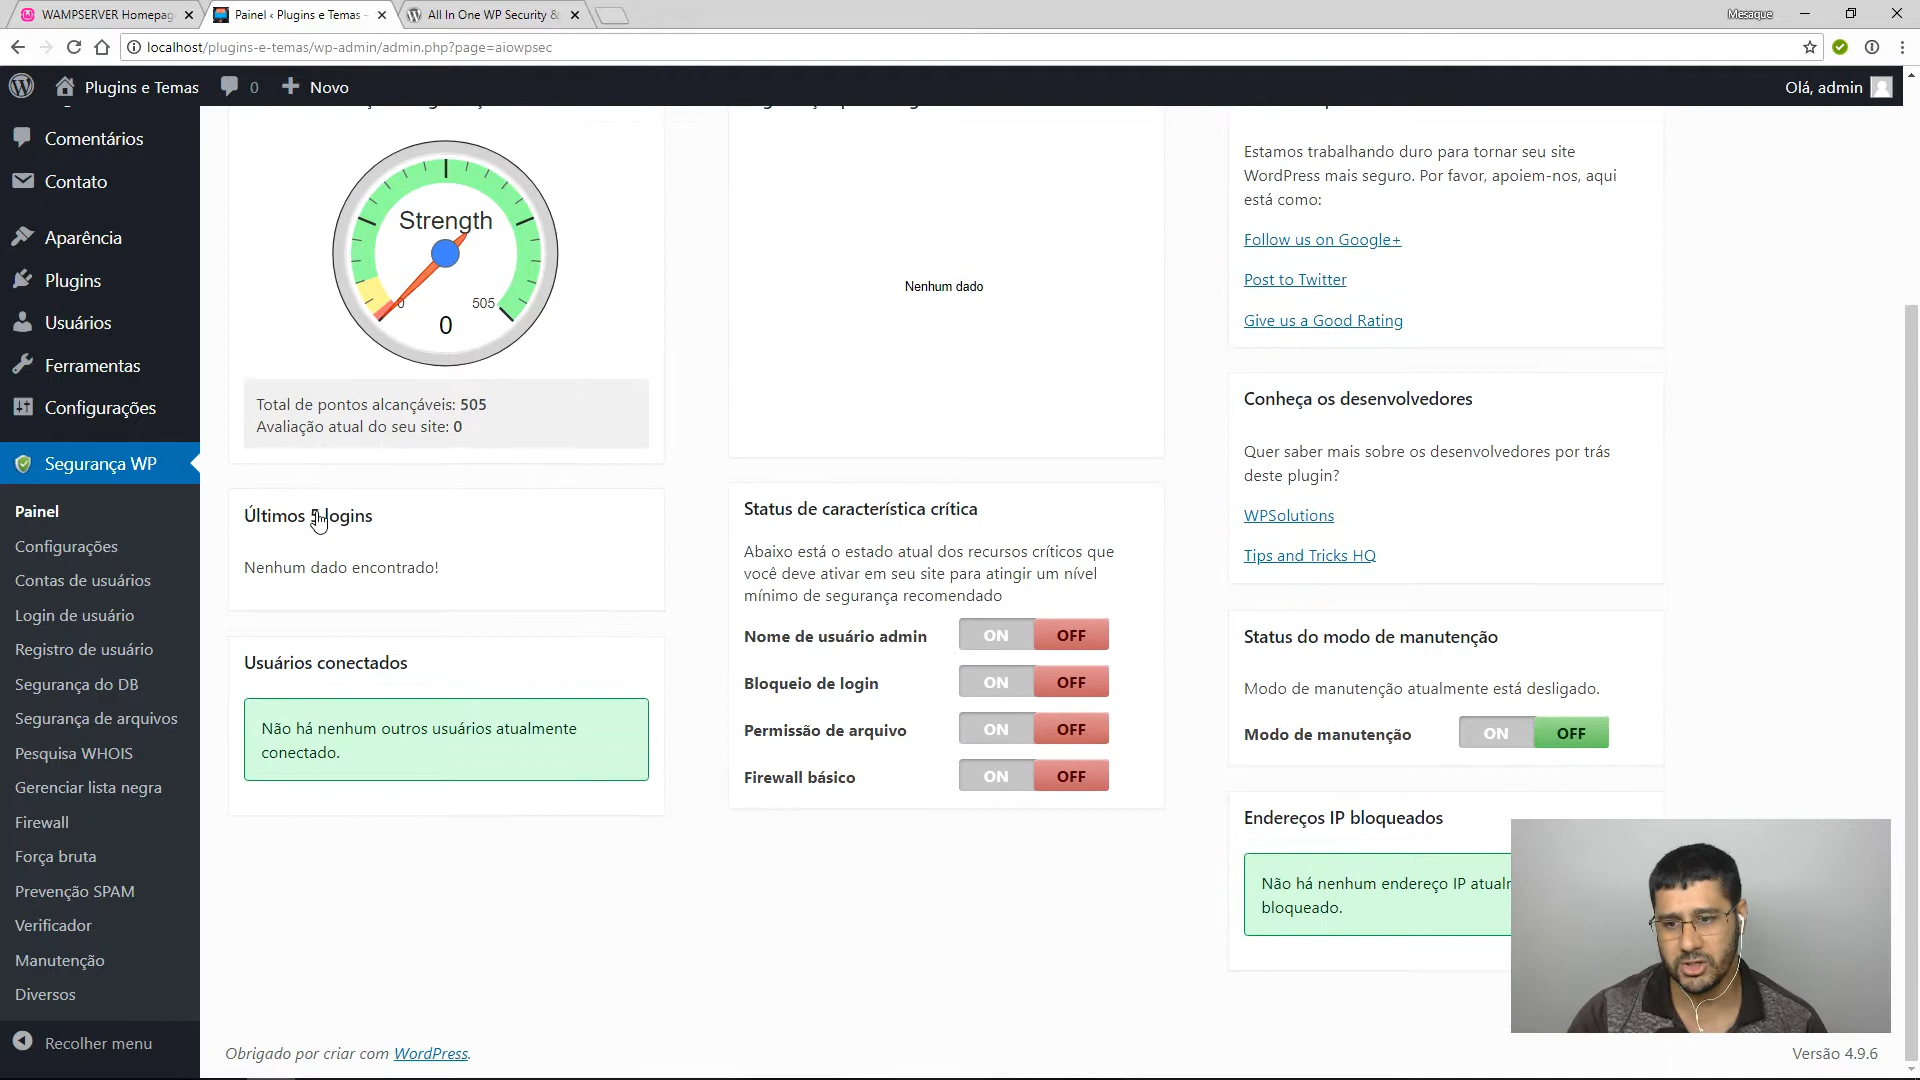 WAMPSERVER Homepag
Painel ‹ Plugins e Temas -
All In One WP Security &
Mesaque
localhost/plugins-e-temas/wp-admin/admin.php?page=aiowpsec
Plugins e Temas
0
Novo
Olá, admin
Comentários
Contato
Aparência
Plugins
Usuários
Ferramentas
Configurações
Segurança WP
Painel
Configurações
Contas de usuários
Login de usuário
Registro de usuário
Segurança do DB
Segurança de arquivos
Pesquisa WHOIS
Gerenciar lista negra
Firewall
Força bruta
Prevenção SPAM
Verificador
Manutenção
Diversos
Recolher menu
Strength
0
505
0
Total de pontos alcançáveis: 505
Avaliação atual do seu site: 0
Últimos 5 logins
Nenhum dado encontrado!
Usuários conectados
Não há nenhum outros usuários atualmente
conectado.
Nenhum dado
Status de característica crítica
Abaixo está o estado atual dos recursos críticos que
você deve ativar em seu site para atingir um nível
mínimo de segurança recomendado
Nome de usuário admin ON OFF
Bloqueio de login ON OFF
Permissão de arquivo ON OFF
Firewall básico ON OFF
Estamos trabalhando duro para tornar seu site
WordPress mais seguro. Por favor, apoiem-nos, aqui
está como:
Follow us on Google+
Post to Twitter
Give us a Good Rating
Conheça os desenvolvedores
Quer saber mais sobre os desenvolvedores por trás
deste plugin?
WPSolutions
Tips and Tricks HQ
Status do modo de manutenção
Modo de manutenção atualmente está desligado.
Modo de manutenção ON OFF
Endereços IP bloqueados
Não há nenhum endereço IP atualm
bloqueado.
Obrigado por criar com WordPress.
Versão 4.9.6